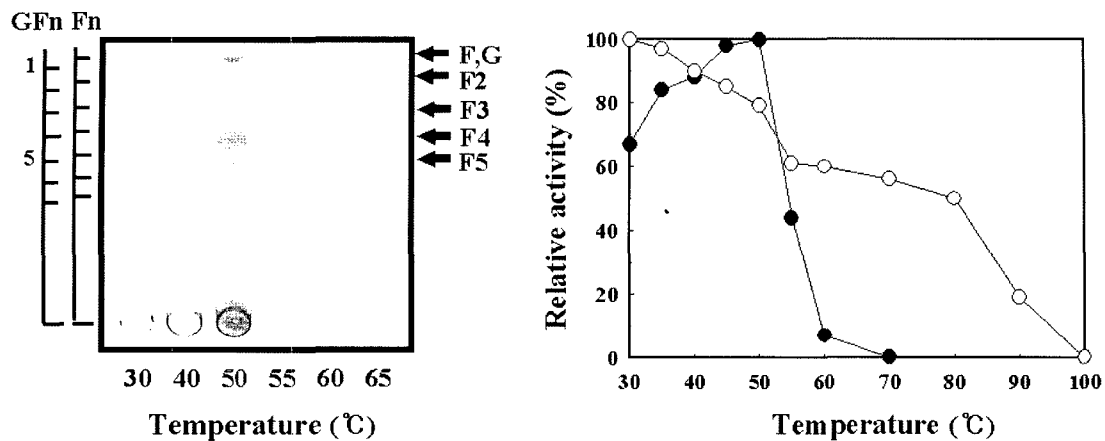 GFn Fn
1
5
F,G
F2
F3
F4
F5
30 40 50 55 60 65
Temperature (℃)
Relative activity (%)
100
80
60
40
20
0
30 40 50 60 70 80 90 100
Temperature (℃)